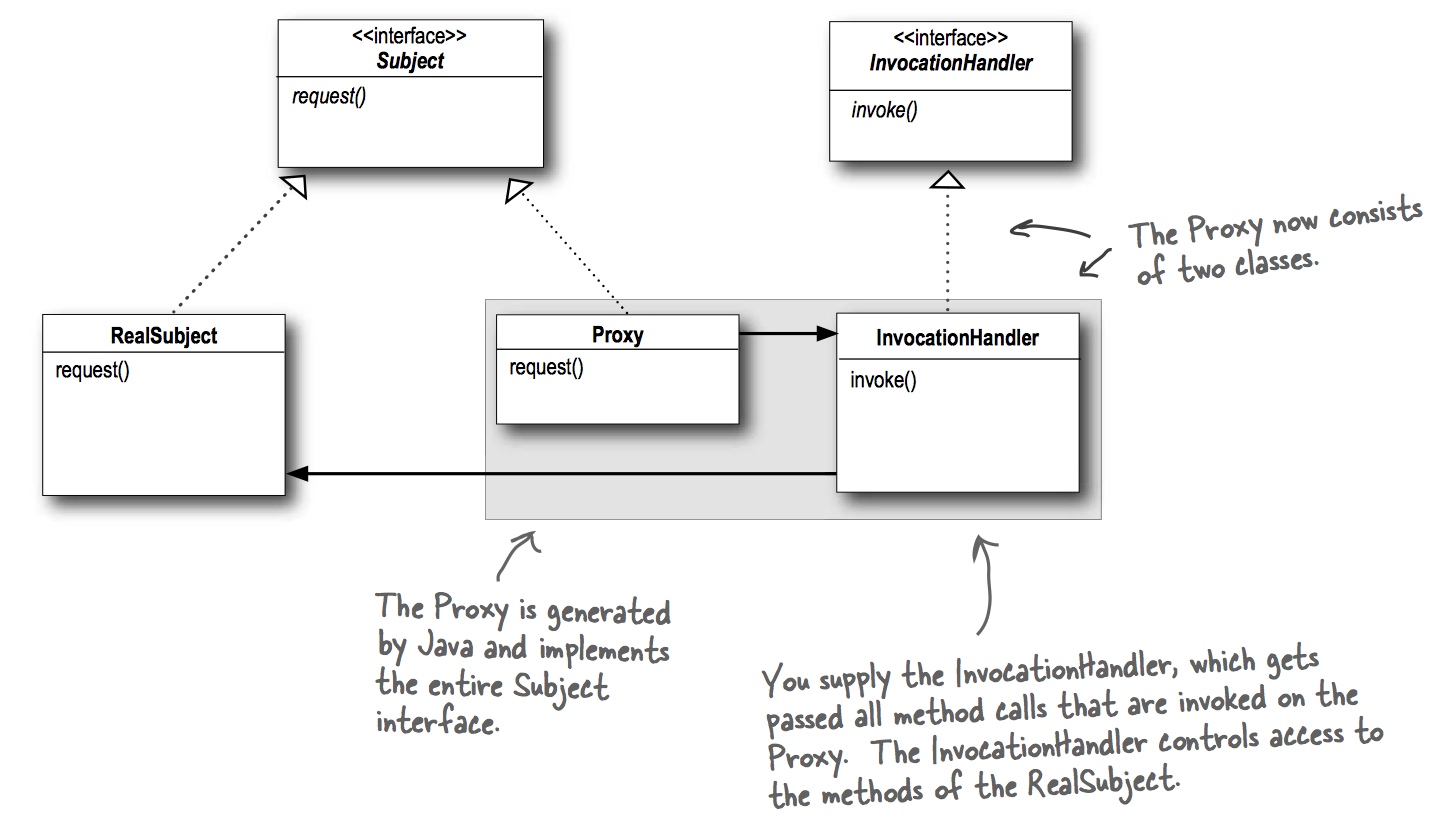 <<interface>>
Subject
request()
<<interface>>
InvocationHandler
invoke()
The Proxy now consists
of two classes.
RealSubject
request()
Proxy
request()
InvocationHandler
invoke()
The Proxy is generated
by Java and implements
the entire Subject
interface.
You supply the InvocationHandler, which gets
passed all method calls that are invoked on the
Proxy. The InvocationHandler controls access to
the methods of the RealSubject.